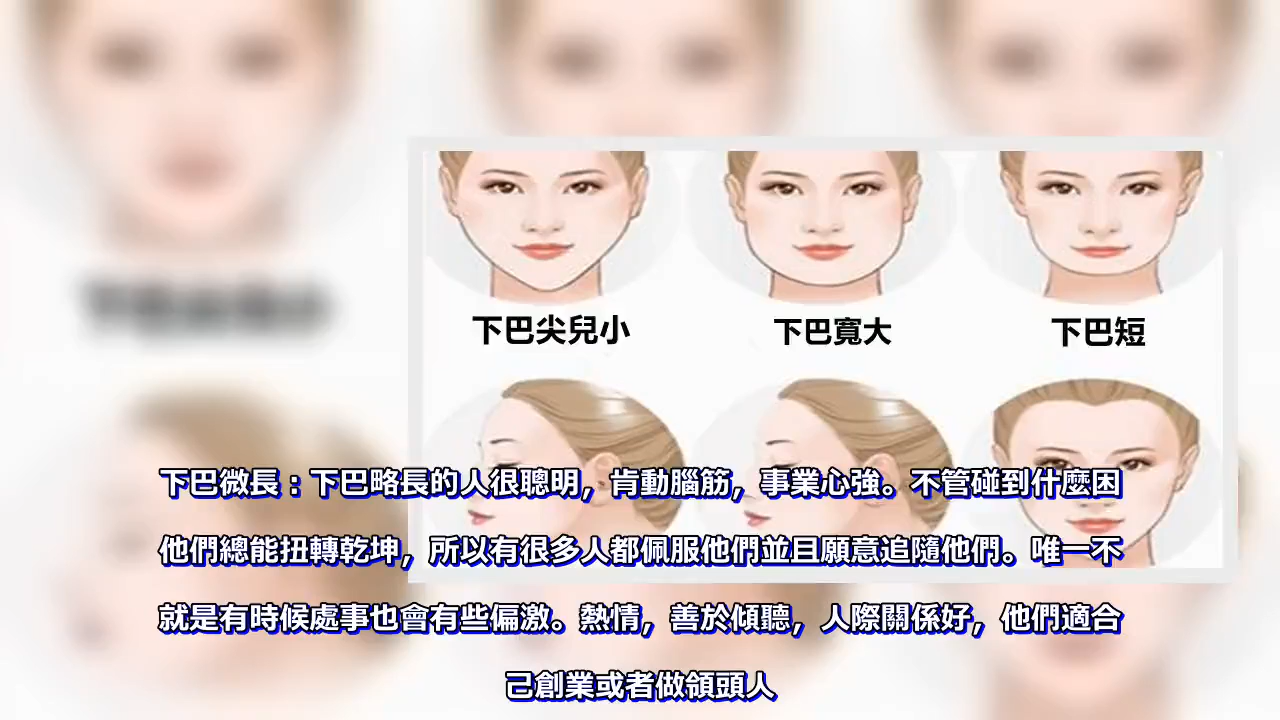 下巴尖兒小 下巴寬大 下巴短
下巴微長：下巴略長的人很聰明，肯動腦筋，事業心強。不管碰到什麼困
他們總能扭轉乾坤，所以有很多人都佩服他們並且願意追隨他們。唯一不
就是有時候處事也會有些偏激。熱情，善於傾聽，人際關係好，他們適合
己創業或者做領頭人